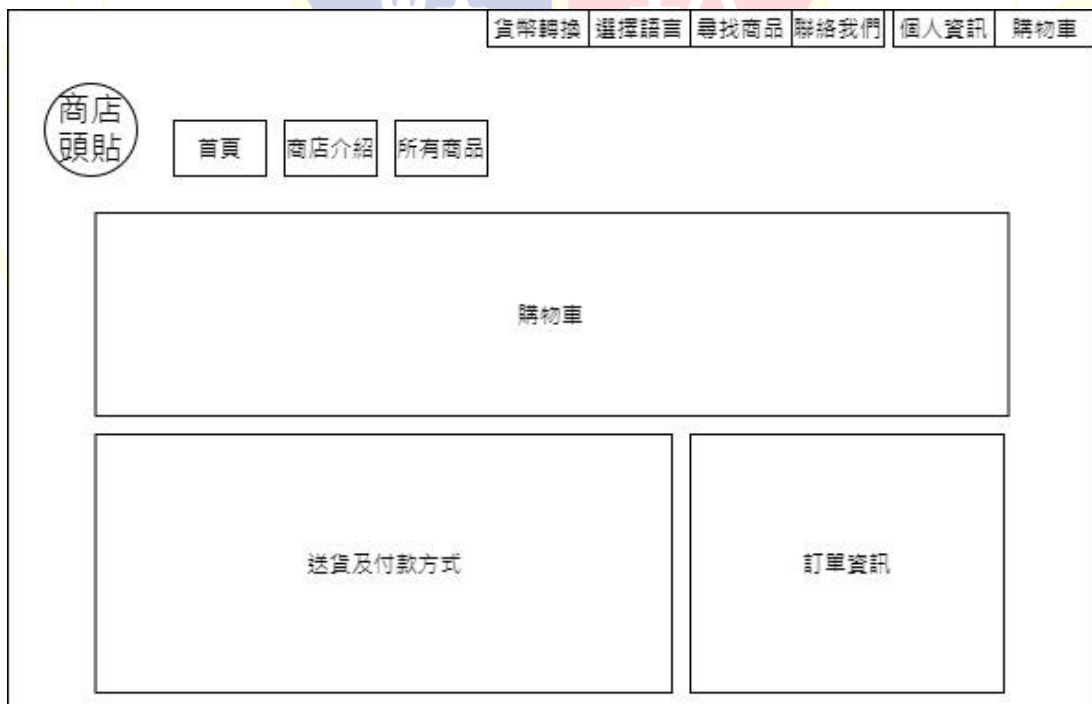 貨幣轉換 選擇語言 尋找商品 聯絡我們 個人資訊 購物車
商店
頭貼
首頁 商店介紹 所有商品
購物車
送貨及付款方式 訂單資訊